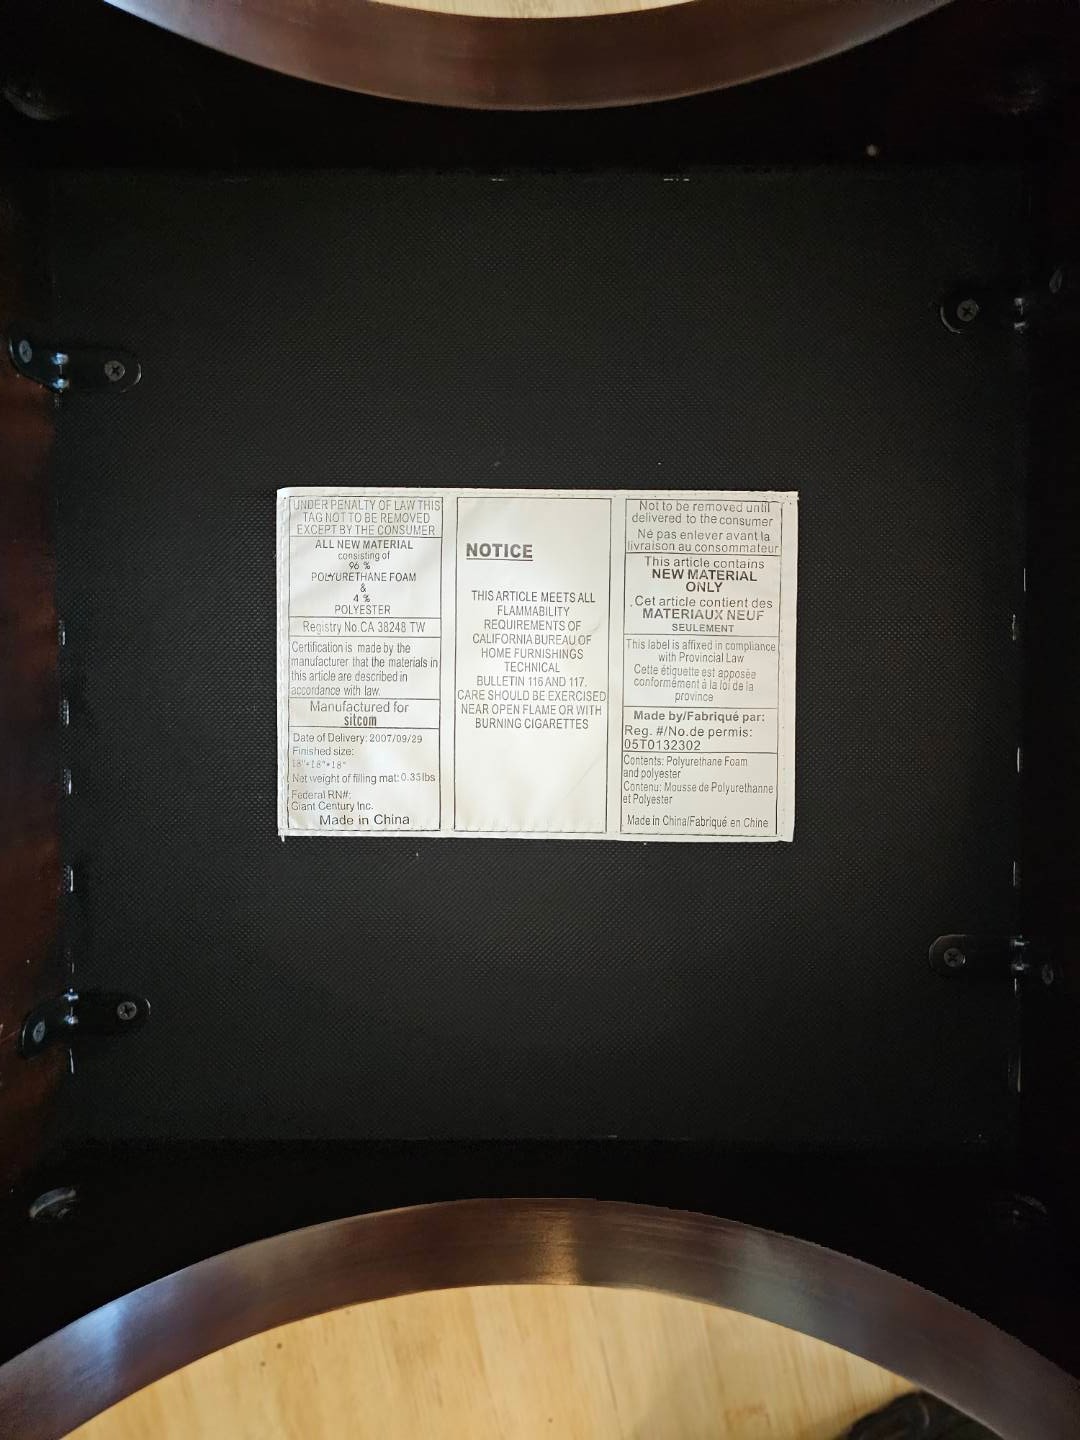 UNDER PENALTY OF LAW THIS
TAG NOT TO BE REMOVED
EXCEPT BY THE CONSUMER
ALL NEW MATERIAL
consisting of
96 %
POLYURETHANE FOAM
&
4 %
POLYESTER
Registry No.CA 38248 TW
Certification is made by the
manufacturer that the materials in
this article are described in
accordance with law.
Manufactured for
sitcom
Date of Delivery: 2007/09/29
Finished size:
18"*18"*18"
Net weight of filling mat: 0.35lbs
Federal RN#:
Giant Century Inc.
Made in China
NOTICE
THIS ARTICLE MEETS ALL
FLAMMABILITY
REQUIREMENTS OF
CALIFORNIA BUREAU OF
HOME FURNISHINGS
TECHNICAL
BULLETIN 116 AND 117.
CARE SHOULD BE EXERCISED
NEAR OPEN FLAME OR WITH
BURNING CIGARETTES
Not to be removed until
delivered to the consumer
Né pas enlever avant la
livraison au consommateur
This article contains
NEW MATERIAL
ONLY
Cet article contient des
MATERIAUX NEUF
SEULEMENT
This label is affixed in compliance
with Provincial Law
Cette étiquette est apposée
conformément à la loi de la
province
Made by/Fabriqué par:
Reg. #/No.de permis:
05T0132302
Contents: Polyurethane Foam
and polyester
Contenu: Mousse de Polyurethanne
et Polyester
Made in China/Fabriqué en Chine